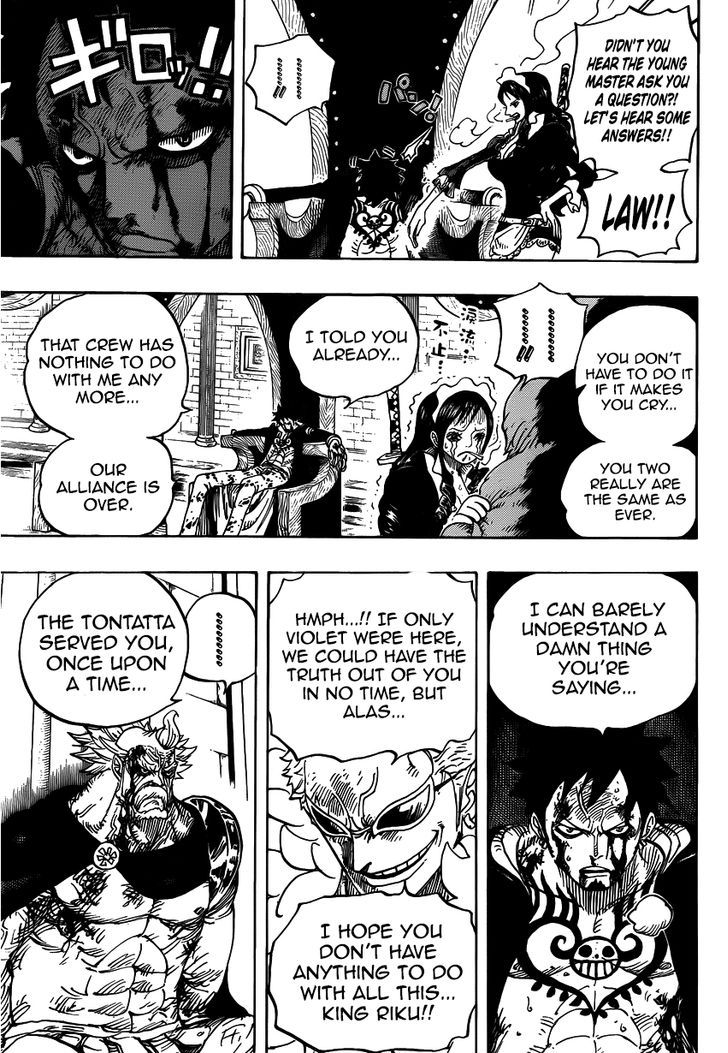 DIDN'T YOU
HEAR THE YOUNG
MASTER ASK YOU
A QUESTION?!
LET'S HEAR SOME
ANSWERS!!
LAW!!
ギロッ!!
YOU DON'T
HAVE TO DO IT
IF IT MAKES
YOU CRY...
YOU TWO
REALLY ARE
THE SAME AS
EVER.
I TOLD YOU
ALREADY...
THAT CREW HAS
NOTHING TO DO
WITH ME ANY
MORE...
OUR
ALLIANCE IS
OVER.
I CAN BARELY
UNDERSTAND A
DAMN THING
YOU'RE
SAYING...
HMPH...!! IF ONLY
VIOLET WERE HERE,
WE COULD HAVE THE
TRUTH OUT OF YOU
IN NO TIME, BUT
ALAS...
I HOPE YOU
DON'T HAVE
ANYTHING TO DO
WITH ALL THIS...
KING RIKU!!
THE TONTATTA
SERVED YOU,
ONCE UPON
A TIME...